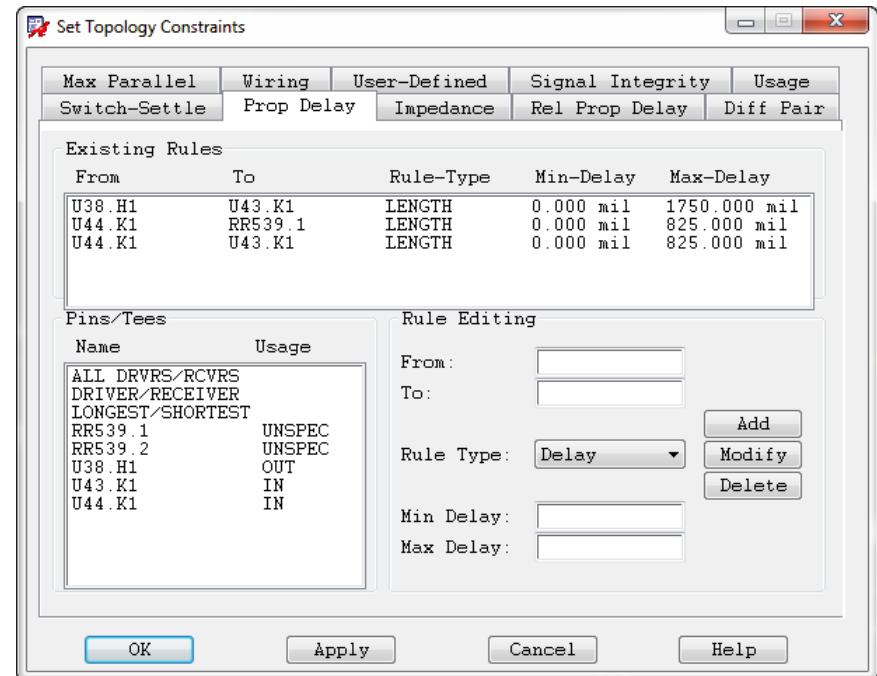 Set Topology Constraints
Max Parallel Wiring User-Defined Signal Integrity Usage
Switch-Settle Prop Delay Impedance Rel Prop Delay Diff Pair
Existing Rules
From To Rule-Type Min-Delay Max-Delay
U38.H1 U43.K1 LENGTH 0.000 mil 1750.000 mil
U44.K1 RR539.1 LENGTH 0.000 mil 825.000 mil
U44.K1 U43.K1 LENGTH 0.000 mil 825.000 mil
Pins/Tees
Name Usage
ALL DRVRS/RCVRS
DRIVER/RECEIVER
LONGEST/SHORTEST
RR539.1 UNSPEC
RR539.2 UNSPEC
U38.H1 OUT
U43.K1 IN
U44.K1 IN
Rule Editing
From:
To:
Rule Type: Delay
Min Delay:
Max Delay:
Add
Modify
Delete
OK Apply Cancel Help